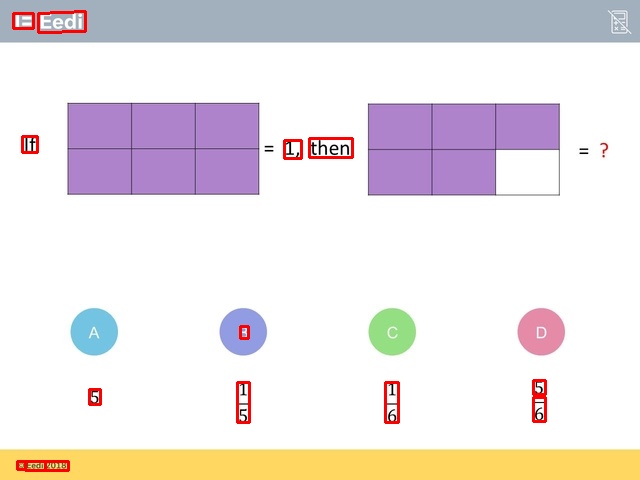 Eedi
If = 1, then = ?
A B C D
5 1/5 1/6 5/6
© Eedi 2018